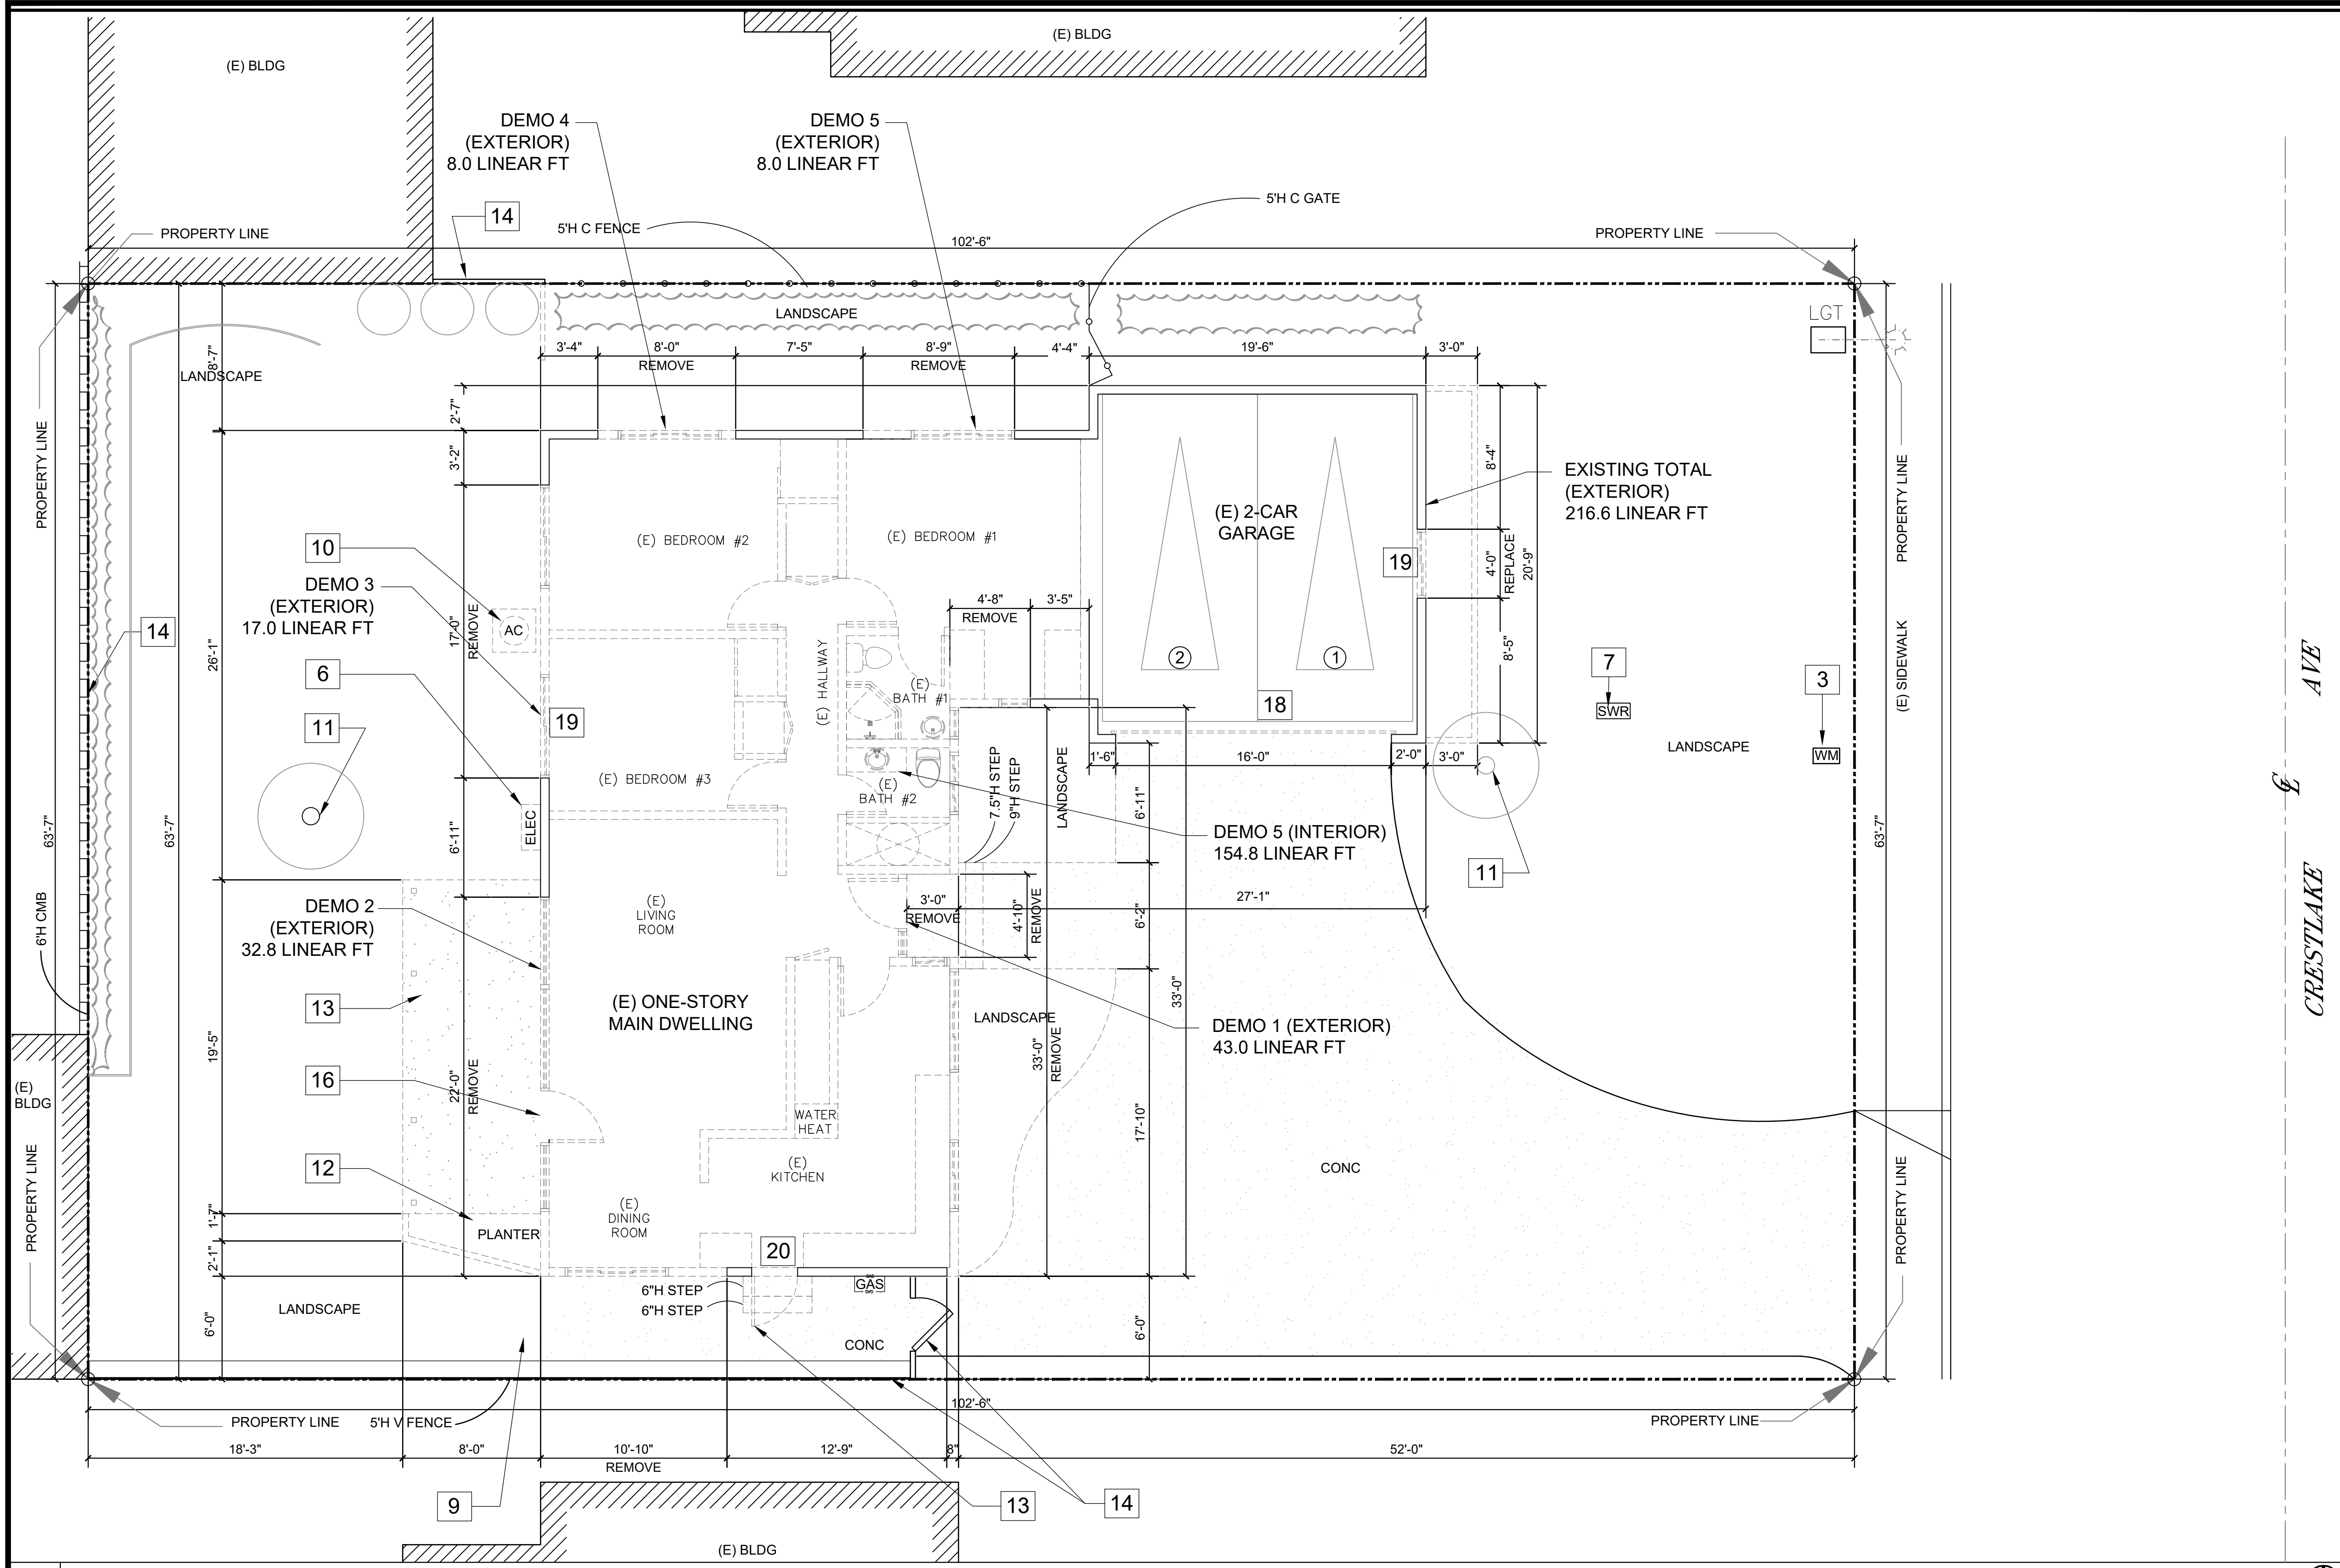 (E) BLDG
(E) BLDG
DEMO 4
(EXTERIOR)
8.0 LINEAR FT
DEMO 5
(EXTERIOR)
8.0 LINEAR FT
14
5'H C GATE
5'H C FENCE
PROPERTY LINE
PROPERTY LINE
102'-6"
LANDSCAPE
LGT
3'-4"
8'-0"
REMOVE
7'-5"
8'-9"
REMOVE
4'-4"
19'-6"
3'-0"
8'-7"
LANDSCAPE
2'-7"
3'-2"
PROPERTY LINE
PROPERTY LINE
8'-4"
EXISTING TOTAL
(EXTERIOR)
216.6 LINEAR FT
(E) 2-CAR
GARAGE
(E) BEDROOM #2
(E) BEDROOM #1
10
AC
19
4'-0"
REPLACE
20'-9"
DEMO 3
(EXTERIOR)
17.0 LINEAR FT
17'-0"
REMOVE
4'-8"
REMOVE
3'-5"
14
26'-1"
6
8'-5"
2
1
7
SWR
3
WM
(E) SIDEWALK
AVE
(E) HALLWAY
(E)
BATH #1
18
19
11
LANDSCAPE
(E) BEDROOM #3
(E)
BATH #2
7.5"H STEP
9"H STEP
LANDSCAPE
1'-6"
16'-0"
2'-0"
3'-0"
63'-7"
63'-7"
6'-11"
ELEC
6'-11"
DEMO 5 (INTERIOR)
154.8 LINEAR FT
11
63'-7"
CRESTLAKE
DEMO 2
(EXTERIOR)
32.8 LINEAR FT
(E)
LIVING
ROOM
3'-0"
REMOVE
4'-10"
REMOVE
6'-2"
27'-1"
6'H CMB
13
(E) ONE-STORY
MAIN DWELLING
33'-0"
LANDSCAPE
33'-0"
REMOVE
DEMO 1 (EXTERIOR)
43.0 LINEAR FT
19'-5"
16
22'-0"
REMOVE
(E)
BLDG
WATER
HEAT
17'-10"
12
(E)
KITCHEN
CONC
PROPERTY LINE
PROPERTY LINE
1'-7"
2'-1"
PLANTER
(E)
DINING
ROOM
20
GAS
6"H STEP
6"H STEP
LANDSCAPE
6'-0"
6'-0"
CONC
102'-6"
PROPERTY LINE
5'H V FENCE
PROPERTY LINE
18'-3"
8'-0"
10'-10"
REMOVE
12'-9"
8"
52'-0"
9
13
14
(E) BLDG